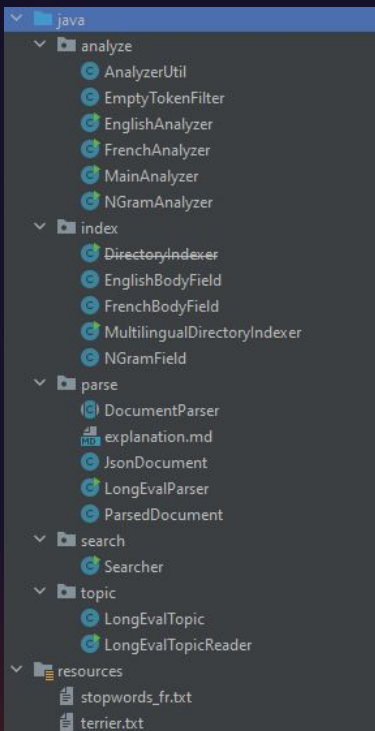 java
analyze
AnalyzerUtil
EmptyTokenFilter
EnglishAnalyzer
FrenchAnalyzer
MainAnalyzer
NGramAnalyzer
index
DirectoryIndexer
EnglishBodyField
FrenchBodyField
MultilingualDirectoryIndexer
NGramField
parse
DocumentParser
explanation.md
JsonDocument
LongEvalParser
ParsedDocument
search
Searcher
topic
LongEvalTopic
LongEvalTopicReader
resources
stopwords_fr.txt
terrier.txt